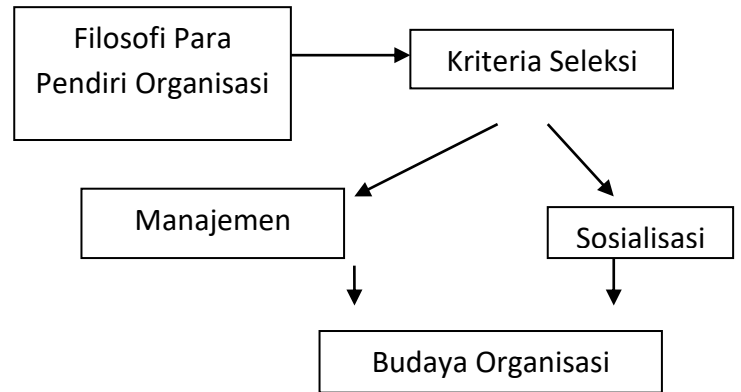 Filosofi Para
Pendiri Organisasi
Kriteria Seleksi
Manajemen
Sosialisasi
Budaya Organisasi